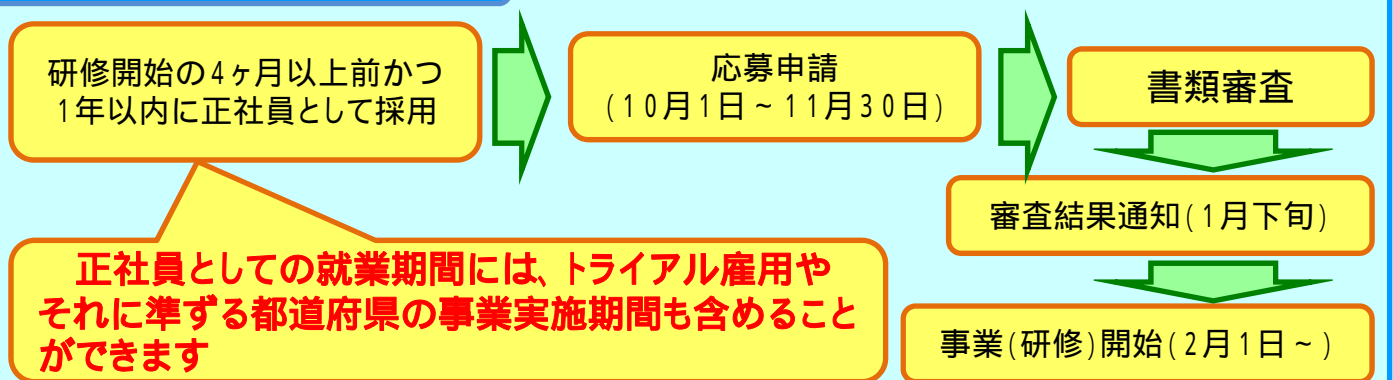 研修開始の4ヶ月以上前かつ
1年以内に正社員として採用
応募申請
(10月1日～11月30日)
書類審査
審査結果通知(1月下旬)
事業(研修)開始(2月1日～)
正社員としての就業期間には、トライアル雇用や
それに準ずる都道府県の事業実施期間も含めること
ができます